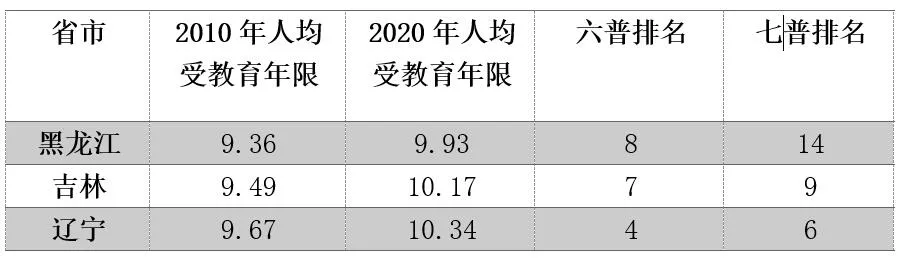 省市 2010 年人均受教育年限 2020 年人均受教育年限 六普排名 七普排名
黑龙江 9.36 9.93 8 14
吉林 9.49 10.17 7 9
辽宁 9.67 10.34 4 6